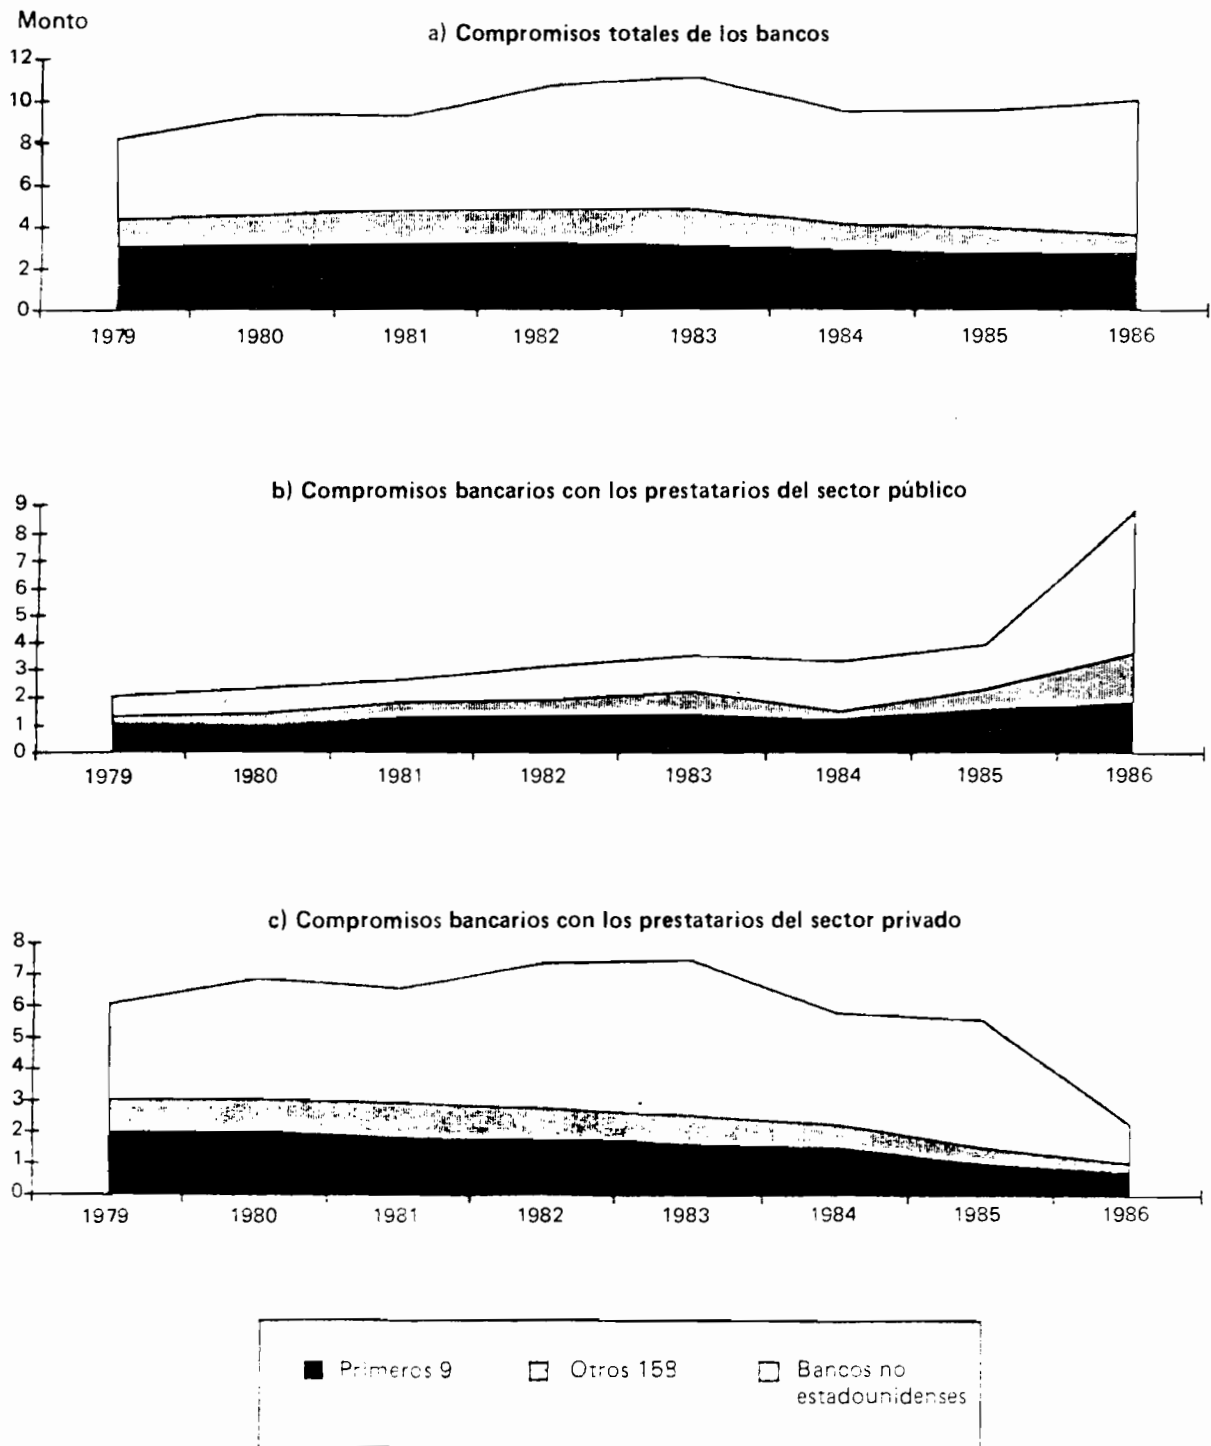 Monto
a) Compromisos totales de los bancos
12
10
8
6
4
2
0
1979 1980 1981 1982 1983 1984 1985 1986
b) Compromisos bancarios con los prestatarios del sector público
9
8
7
6
5
4
3
2
1
0
1979 1980 1981 1982 1983 1984 1985 1986
c) Compromisos bancarios con los prestatarios del sector privado
8
7
6
5
4
3
2
1
0
1979 1980 1981 1982 1983 1984 1985 1986
Primeros 9 Otros 158 Bancos no
estadounidenses